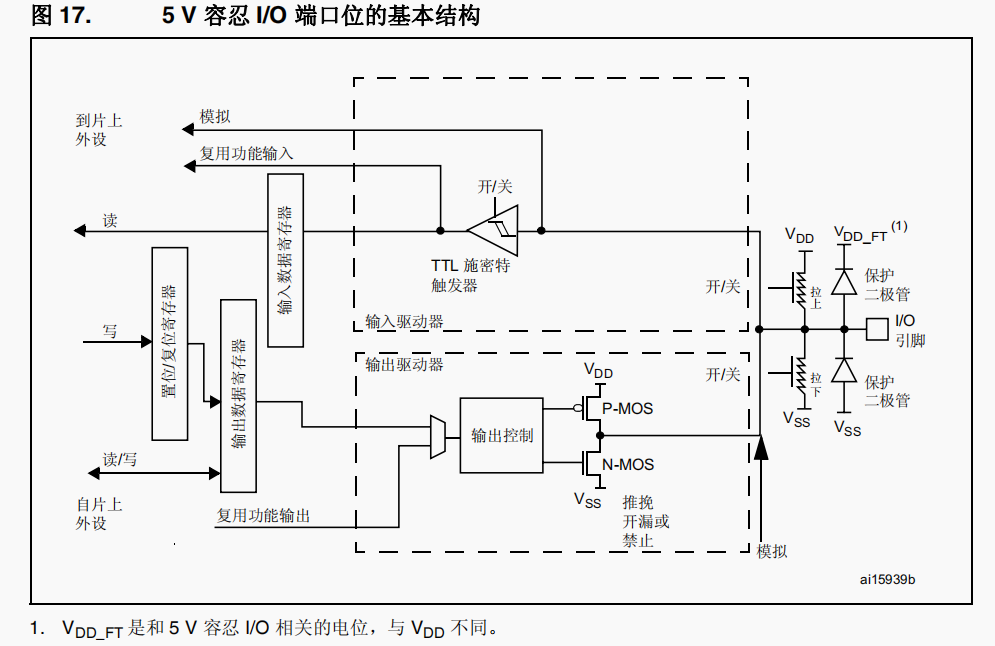 图 17. 5 V 容忍 I/O 端口位的基本结构
到片上
外设
模拟
复用功能输入
读
开/关
TTL 施密特
触发器
输入数据寄存器
输入驱动器
写
置位/复位寄存器
输出数据寄存器
读/写
自片上
外设
复用功能输出
输出驱动器
输出控制
VDD
P-MOS
N-MOS
VSS
推挽
开漏或
禁止
开/关
开/关
VDD
拉上
拉下
VSS
VDD_FT (1)
保护
二极管
I/O
引脚
保护
二极管
VSS
模拟
ai15939b
1. VDD_FT 是和 5 V 容忍 I/O 相关的电位，与 VDD 不同。